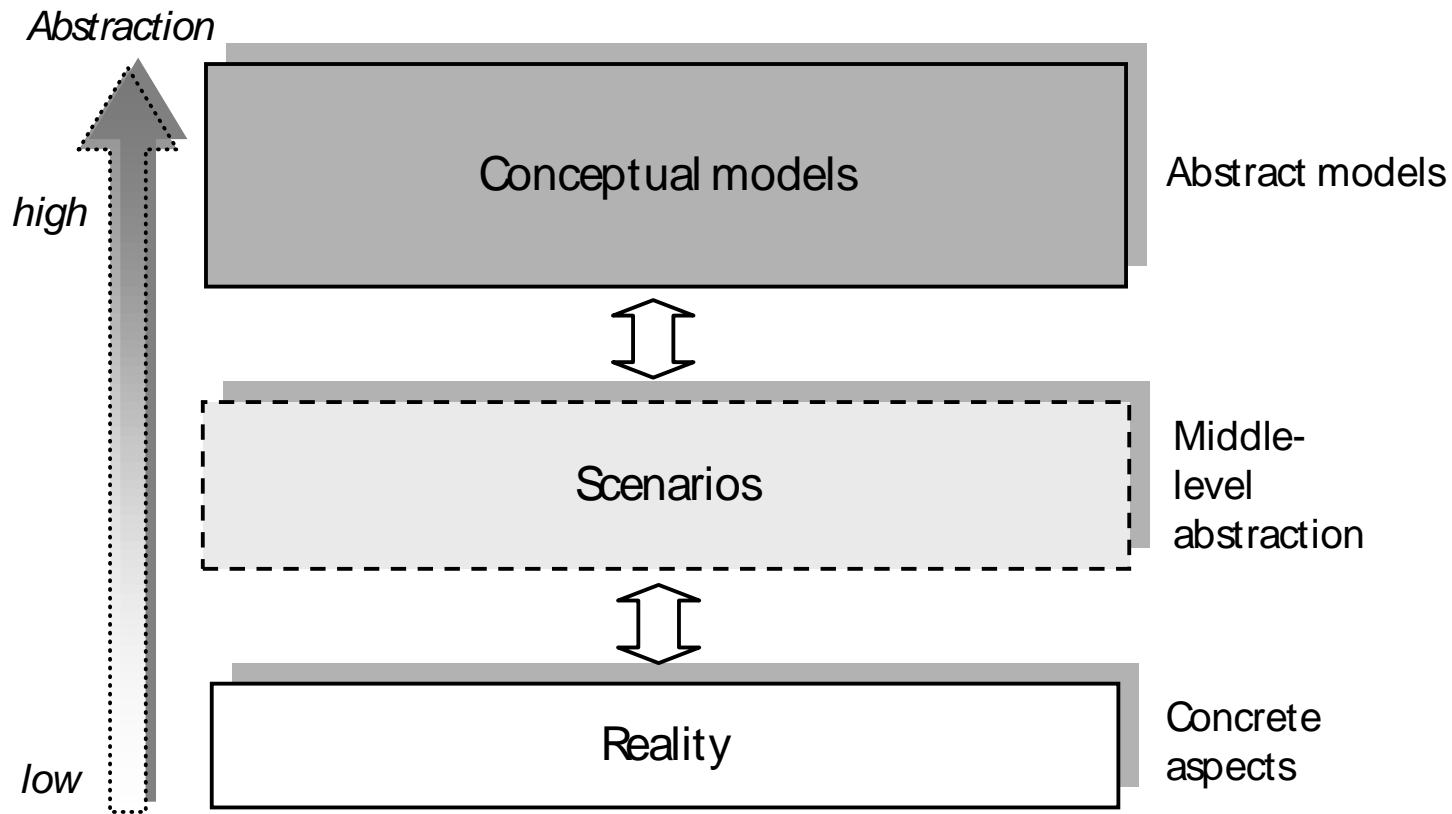 Abstraction
Conceptual models
Abstract models
high
Scenarios
Middle-
level
abstraction
Reality
Concrete
aspects
low